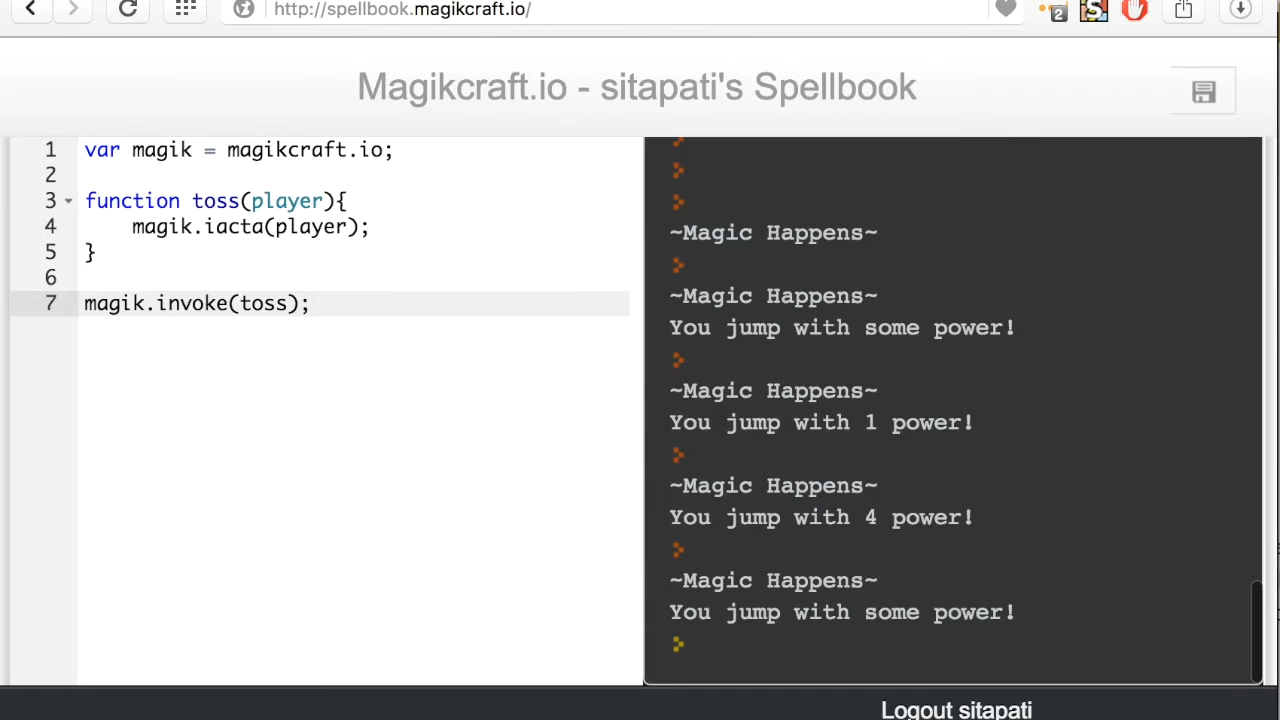 http://spellbook.magikcraft.io/
2
S
Magikcraft.io - sitapati's Spellbook
1 var magik = magikcraft.io;
2
3 function toss(player){
4 magik.iacta(player);
5 }
6
7 magik.invoke(toss);
>
>
>
~Magic Happens~
>
~Magic Happens~
You jump with some power!
>
~Magic Happens~
You jump with 1 power!
>
~Magic Happens~
You jump with 4 power!
>
~Magic Happens~
You jump with some power!
>
Logout sitapati